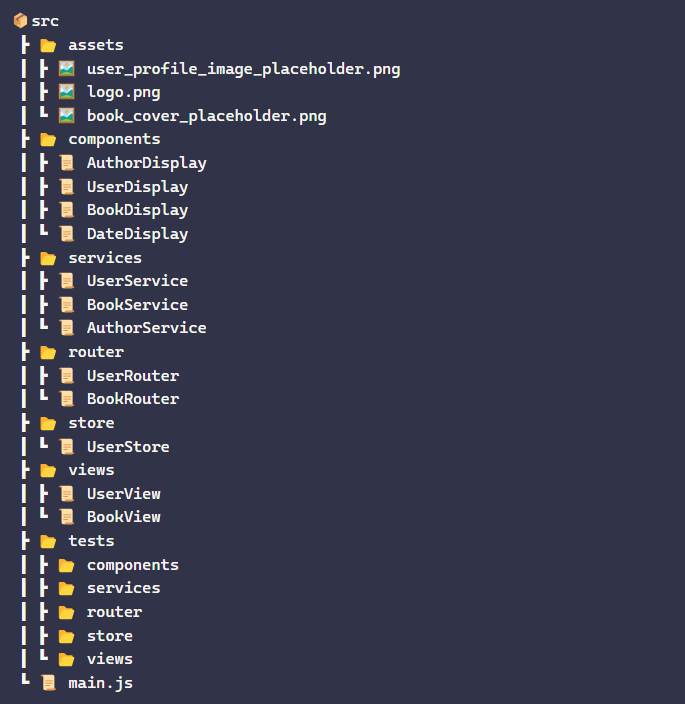 src
assets
user_profile_image_placeholder.png
logo.png
book_cover_placeholder.png
components
AuthorDisplay
UserDisplay
BookDisplay
DateDisplay
services
UserService
BookService
AuthorService
router
UserRouter
BookRouter
store
UserStore
views
UserView
BookView
tests
components
services
router
store
views
main.js